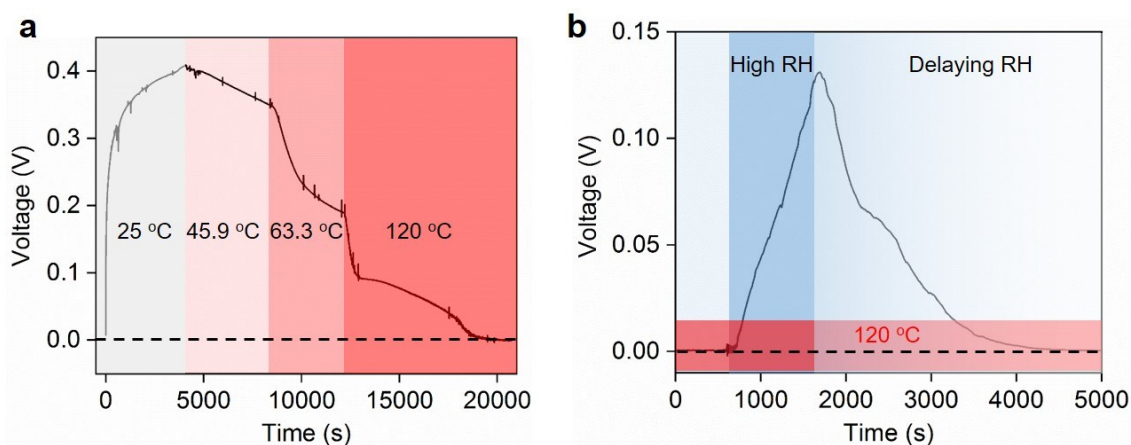 a
0.4
0.3
0.2
0.1
0.0
Voltage (V)
25 °C
45.9 °C
63.3 °C
120 °C
0
5000
10000
15000
20000
Time (s)
b
0.15
0.10
0.05
0.00
Voltage (V)
High RH
Delaying RH
120 °C
0
1000
2000
3000
4000
5000
Time (s)